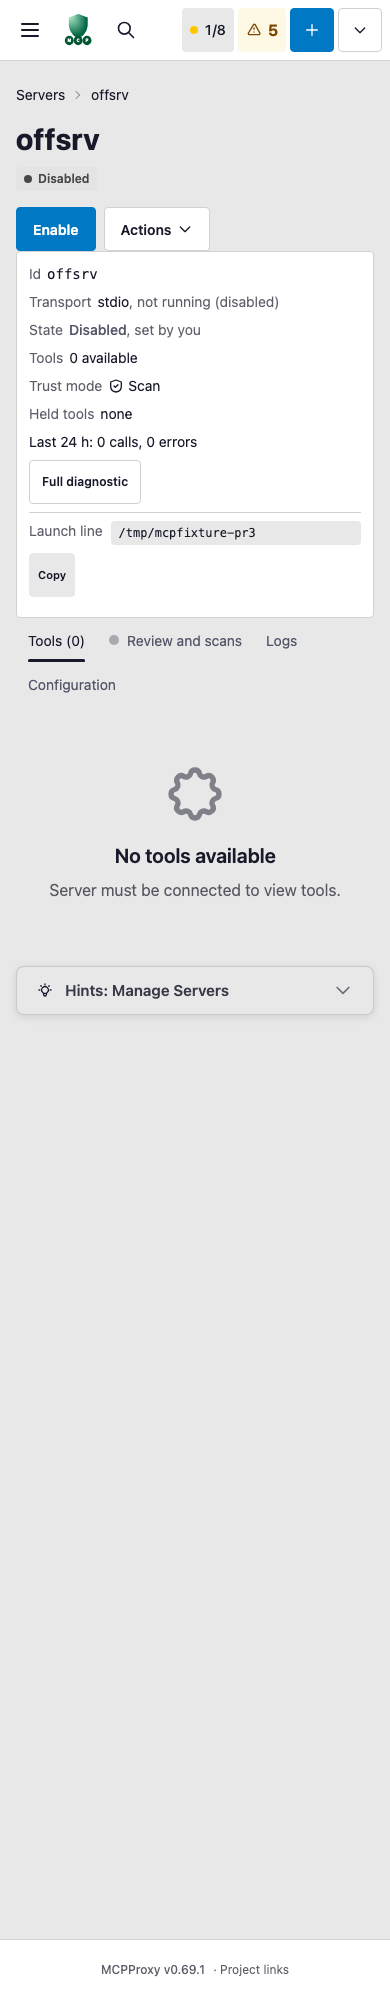 MCP
1/8
5
Servers > offsrv
offsrv
Disabled
Enable
Actions
Id offsrv
Transport stdio, not running (disabled)
State Disabled, set by you
Tools 0 available
Trust mode Scan
Held tools none
Last 24 h: 0 calls, 0 errors
Full diagnostic
Launch line /tmp/mcpfixture-pr3
Copy
Tools (0) Review and scans Logs
Configuration
No tools available
Server must be connected to view tools.
Hints: Manage Servers
MCPProxy v0.69.1 · Project links